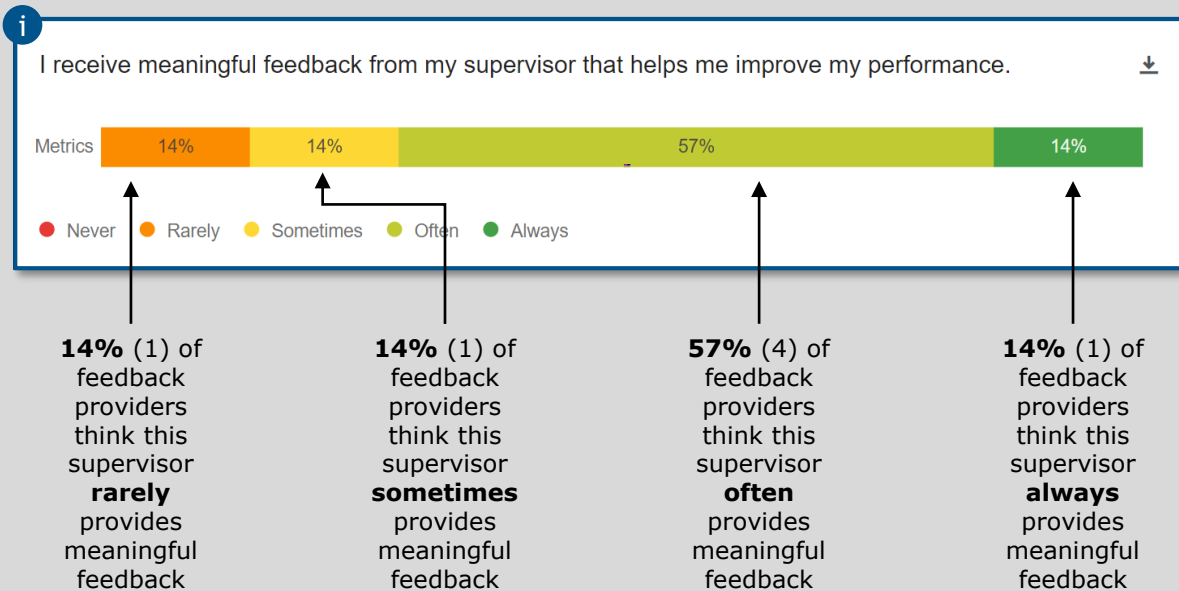 i
I receive meaningful feedback from my supervisor that helps me improve my performance.
Metrics 14% 14% 57% 14%
Never Rarely Sometimes Often Always
14% (1) of
feedback
providers
think this
supervisor
rarely
provides
meaningful
feedback
14% (1) of
feedback
providers
think this
supervisor
sometimes
provides
meaningful
feedback
57% (4) of
feedback
providers
think this
supervisor
often
provides
meaningful
feedback
14% (1) of
feedback
providers
think this
supervisor
always
provides
meaningful
feedback